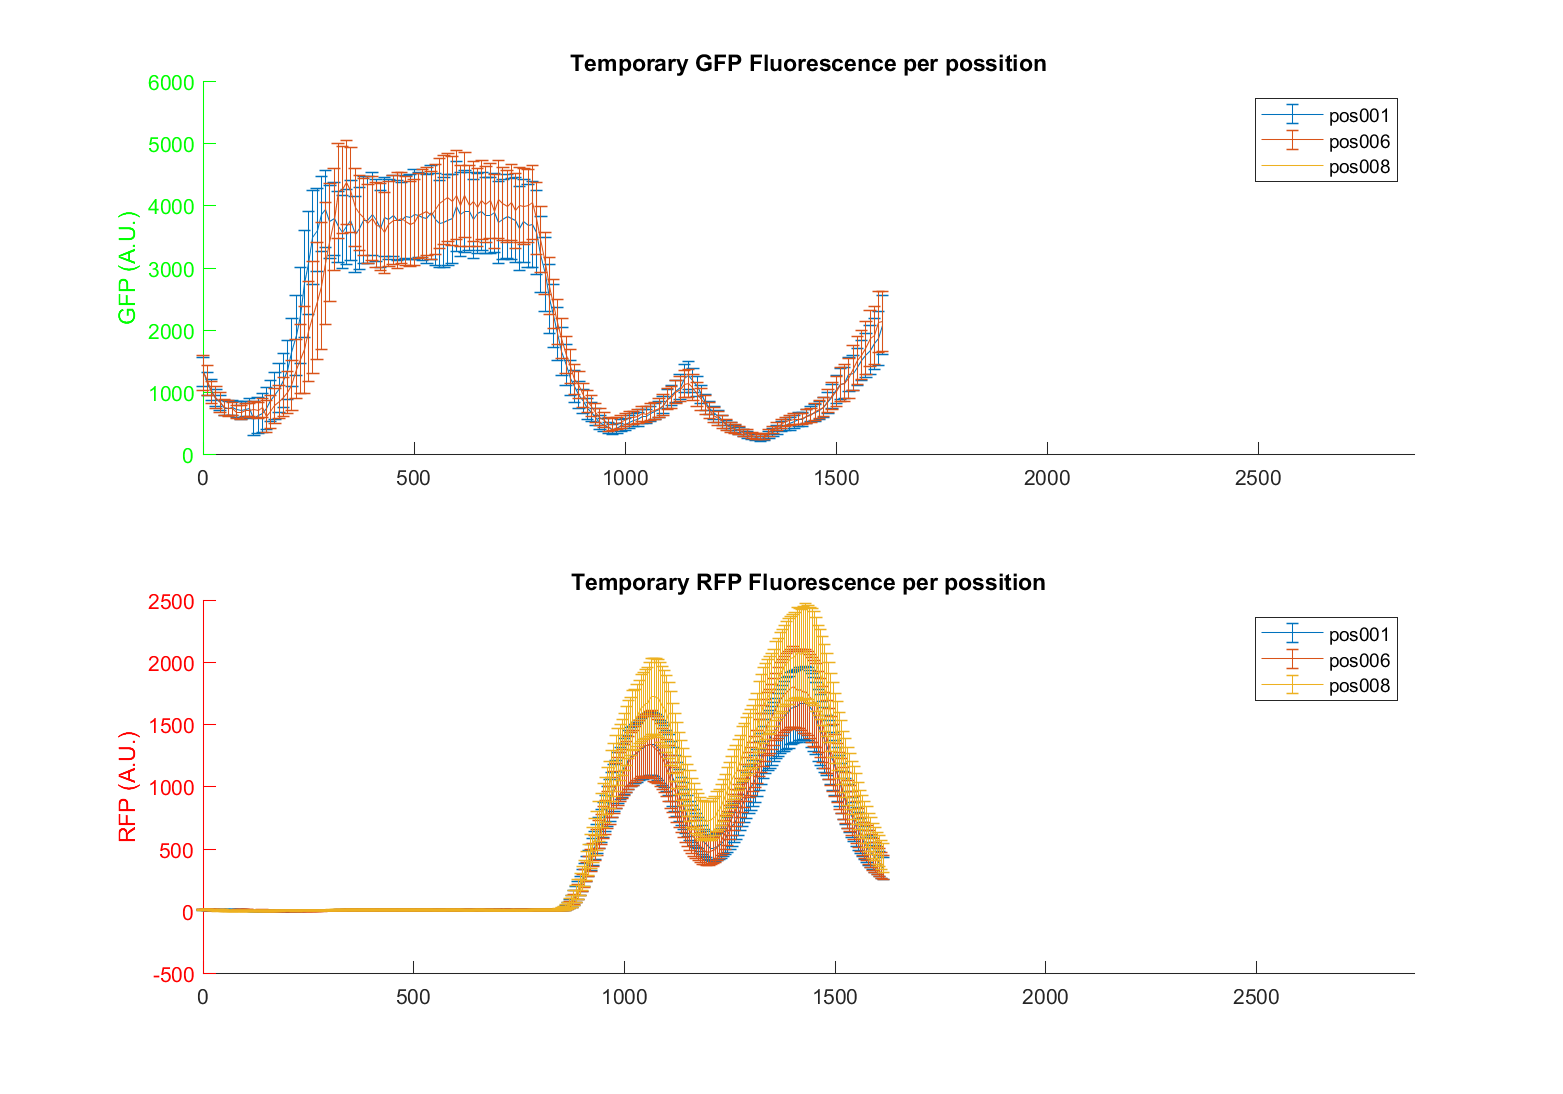 Temporary GFP Fluorescence per possition
6000
5000
4000
3000
2000
1000
0
GFP (A.U.)
pos001
pos006
pos008
0 500 1000 1500 2000 2500
Temporary RFP Fluorescence per possition
2500
2000
1500
1000
500
0
-500
RFP (A.U.)
pos001
pos006
pos008
0 500 1000 1500 2000 2500